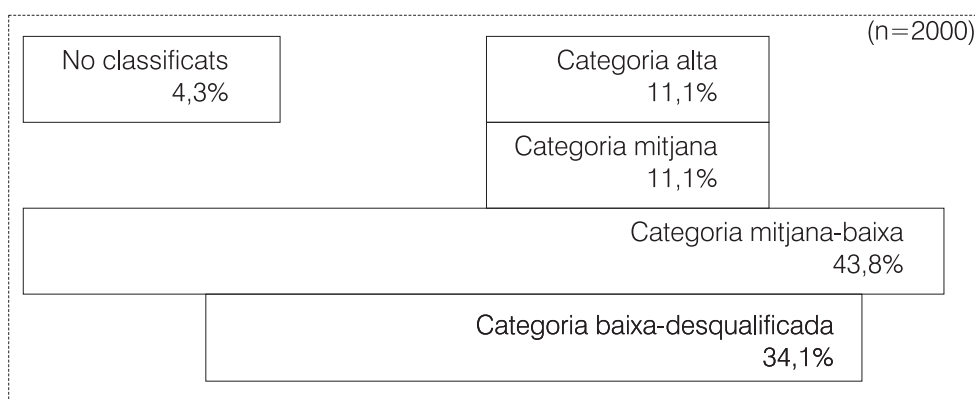 (n=2000)
No classificats
4,3%
Categoria alta
11,1%
Categoria mitjana
11,1%
Categoria mitjana-baixa
43,8%
Categoria baixa-desqualificada
34,1%